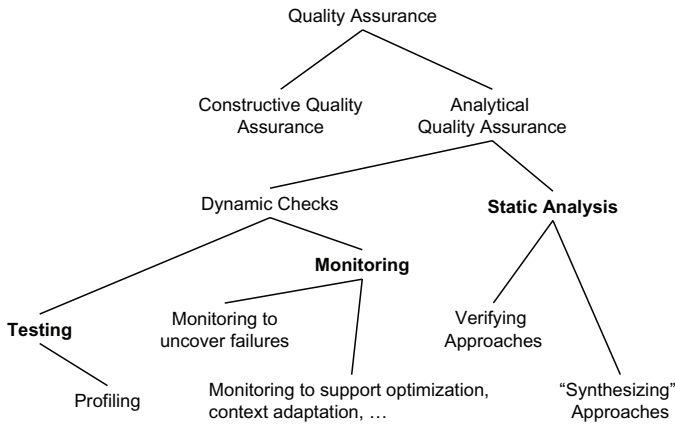 Quality Assurance
Constructive Quality
Assurance
Analytical
Quality Assurance
Dynamic Checks
Static Analysis
Monitoring
Testing
Monitoring to
uncover failures
Verifying
Approaches
Profiling
Monitoring to support optimization,
context adaptation, …
“Synthesizing”
Approaches